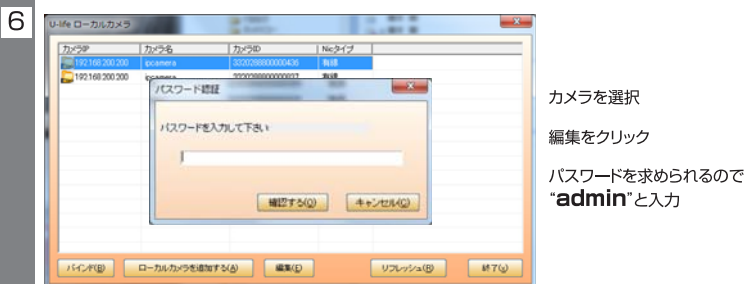 6
U-life ローカルカメラ
カメラIP カメラ名 カメラID Nicタイプ
192.168.200.200 ipcamera 3320288800000436 有線
192.168.200.200 ipcamera 有線
パスワード認証
パスワードを入力して下さい
確認する(O) キャンセル(C)
バインド(B) ローカルカメラを追加する(A) 編集(E) リフレッシュ(R) 終了(L)
カメラを選択
編集をクリック
パスワードを求められるので
“admin”と入力